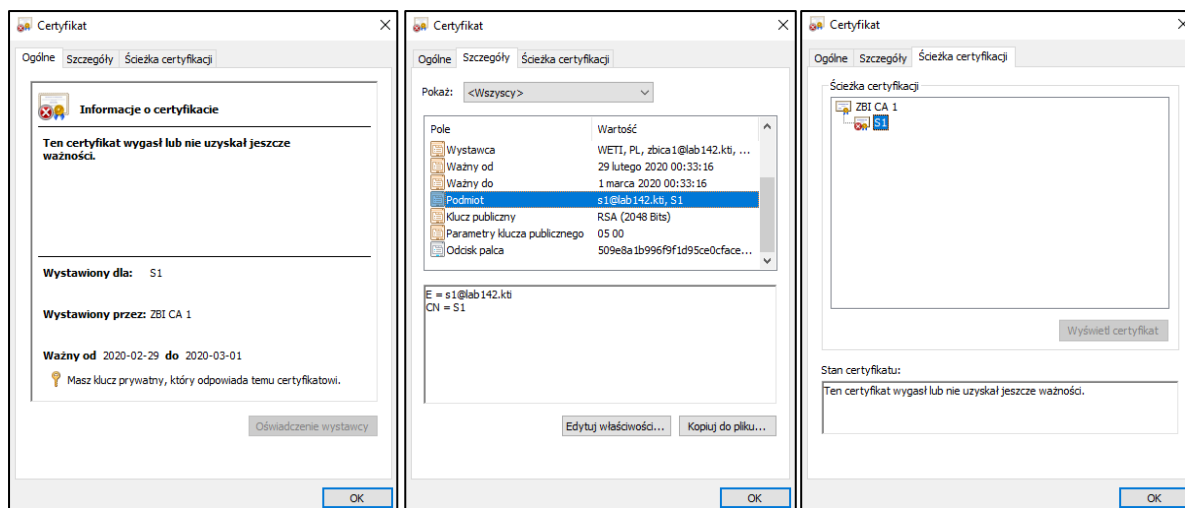 Certyfikat
Ogólne Szczegóły Ścieżka certyfikacji
Informacje o certyfikacie
Ten certyfikat wygasł lub nie uzyskał jeszcze
ważności.
Wystawiony dla: S1
Wystawiony przez: ZBI CA 1
Ważny od 2020-02-29 do 2020-03-01
Masz klucz prywatny, który odpowiada temu certyfikatowi.
Oświadczenie wystawcy
OK
Certyfikat
Ogólne Szczegóły Ścieżka certyfikacji
Pokaż: <Wszyscy>
Pole Wartość
Wystawca WETI, PL, zbica1@lab142.kti, ...
Ważny od 29 lutego 2020 00:33:16
Ważny do 1 marca 2020 00:33:16
Podmiot s1@lab142.kti, S1
Klucz publiczny RSA (2048 Bits)
Parametry klucza publicznego 05 00
Odcisk palca 509e8a1b996f9f1d95ce0cface...
E = s1@lab142.kti
CN = S1
Edytuj właściwości... Kopiuj do pliku...
OK
Certyfikat
Ogólne Szczegóły Ścieżka certyfikacji
Ścieżka certyfikacji
ZBI CA 1
S1
Wyświetl certyfikat
Stan certyfikatu:
Ten certyfikat wygasł lub nie uzyskał jeszcze ważności.
OK